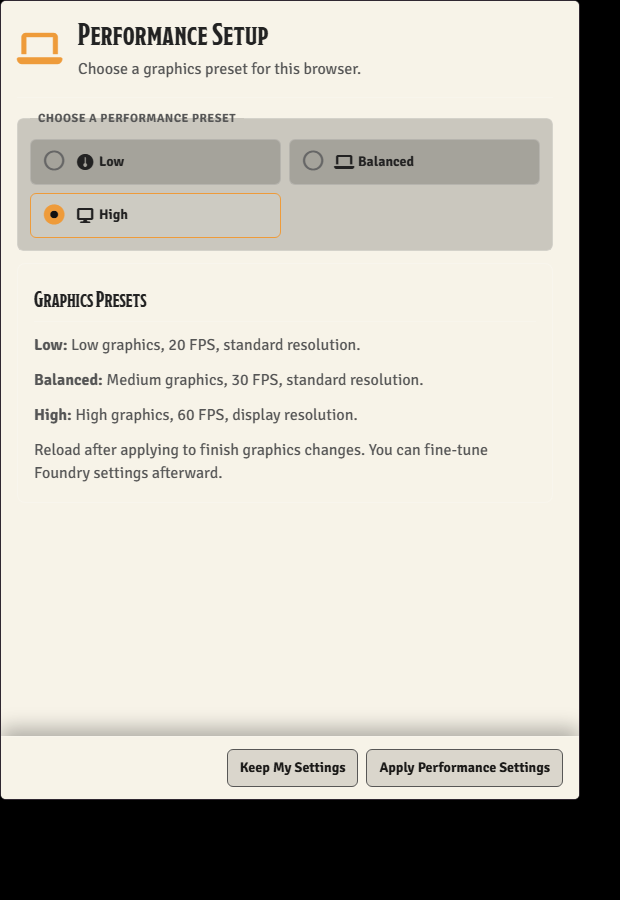 Performance Setup
Choose a graphics preset for this browser.
CHOOSE A PERFORMANCE PRESET
Low
Balanced
High
Graphics Presets
Low: Low graphics, 20 FPS, standard resolution.
Balanced: Medium graphics, 30 FPS, standard resolution.
High: High graphics, 60 FPS, display resolution.
Reload after applying to finish graphics changes. You can fine-tune
Foundry settings afterward.
Keep My Settings
Apply Performance Settings